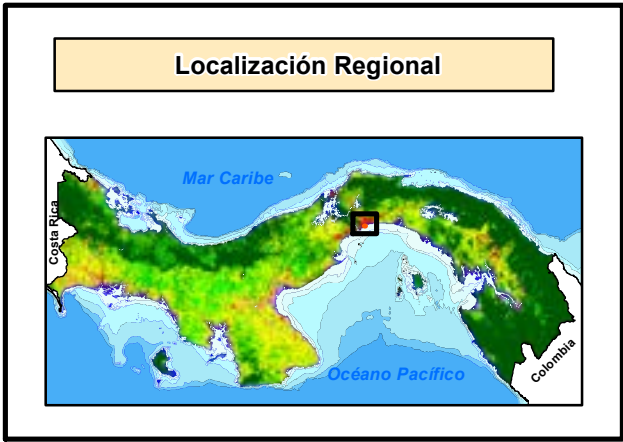 Localización Regional
Mar Caribe
Costa Rica
Océano Pacífico
Colombia